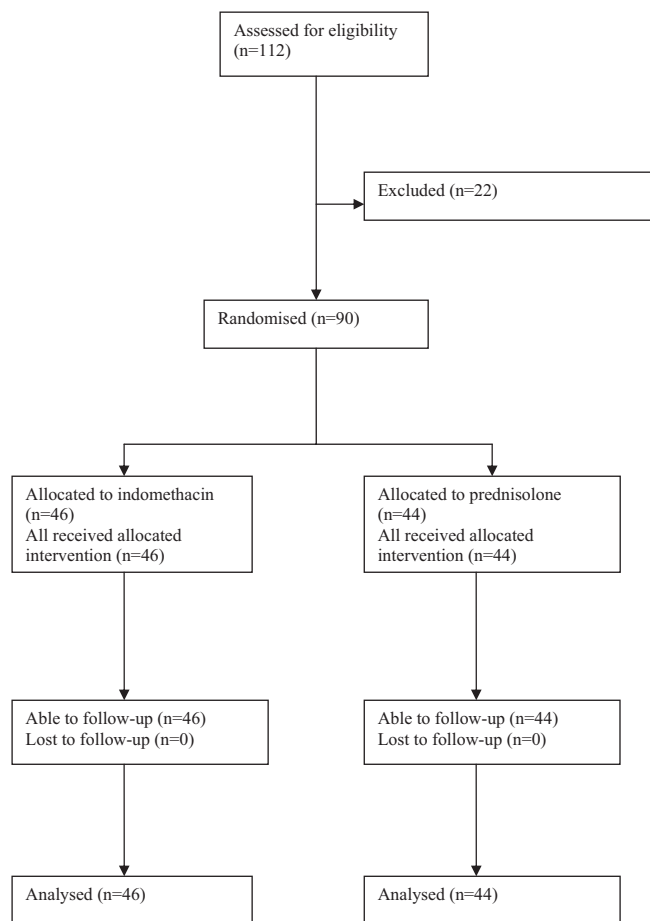 Assessed for eligibility
(n=112)
Excluded (n=22)
Randomised (n=90)
Allocated to indomethacin
(n=46)
All received allocated
intervention (n=46)
Allocated to prednisolone
(n=44)
All received allocated
intervention (n=44)
Able to follow-up (n=46)
Lost to follow-up (n=0)
Able to follow-up (n=44)
Lost to follow-up (n=0)
Analysed (n=46)
Analysed (n=44)